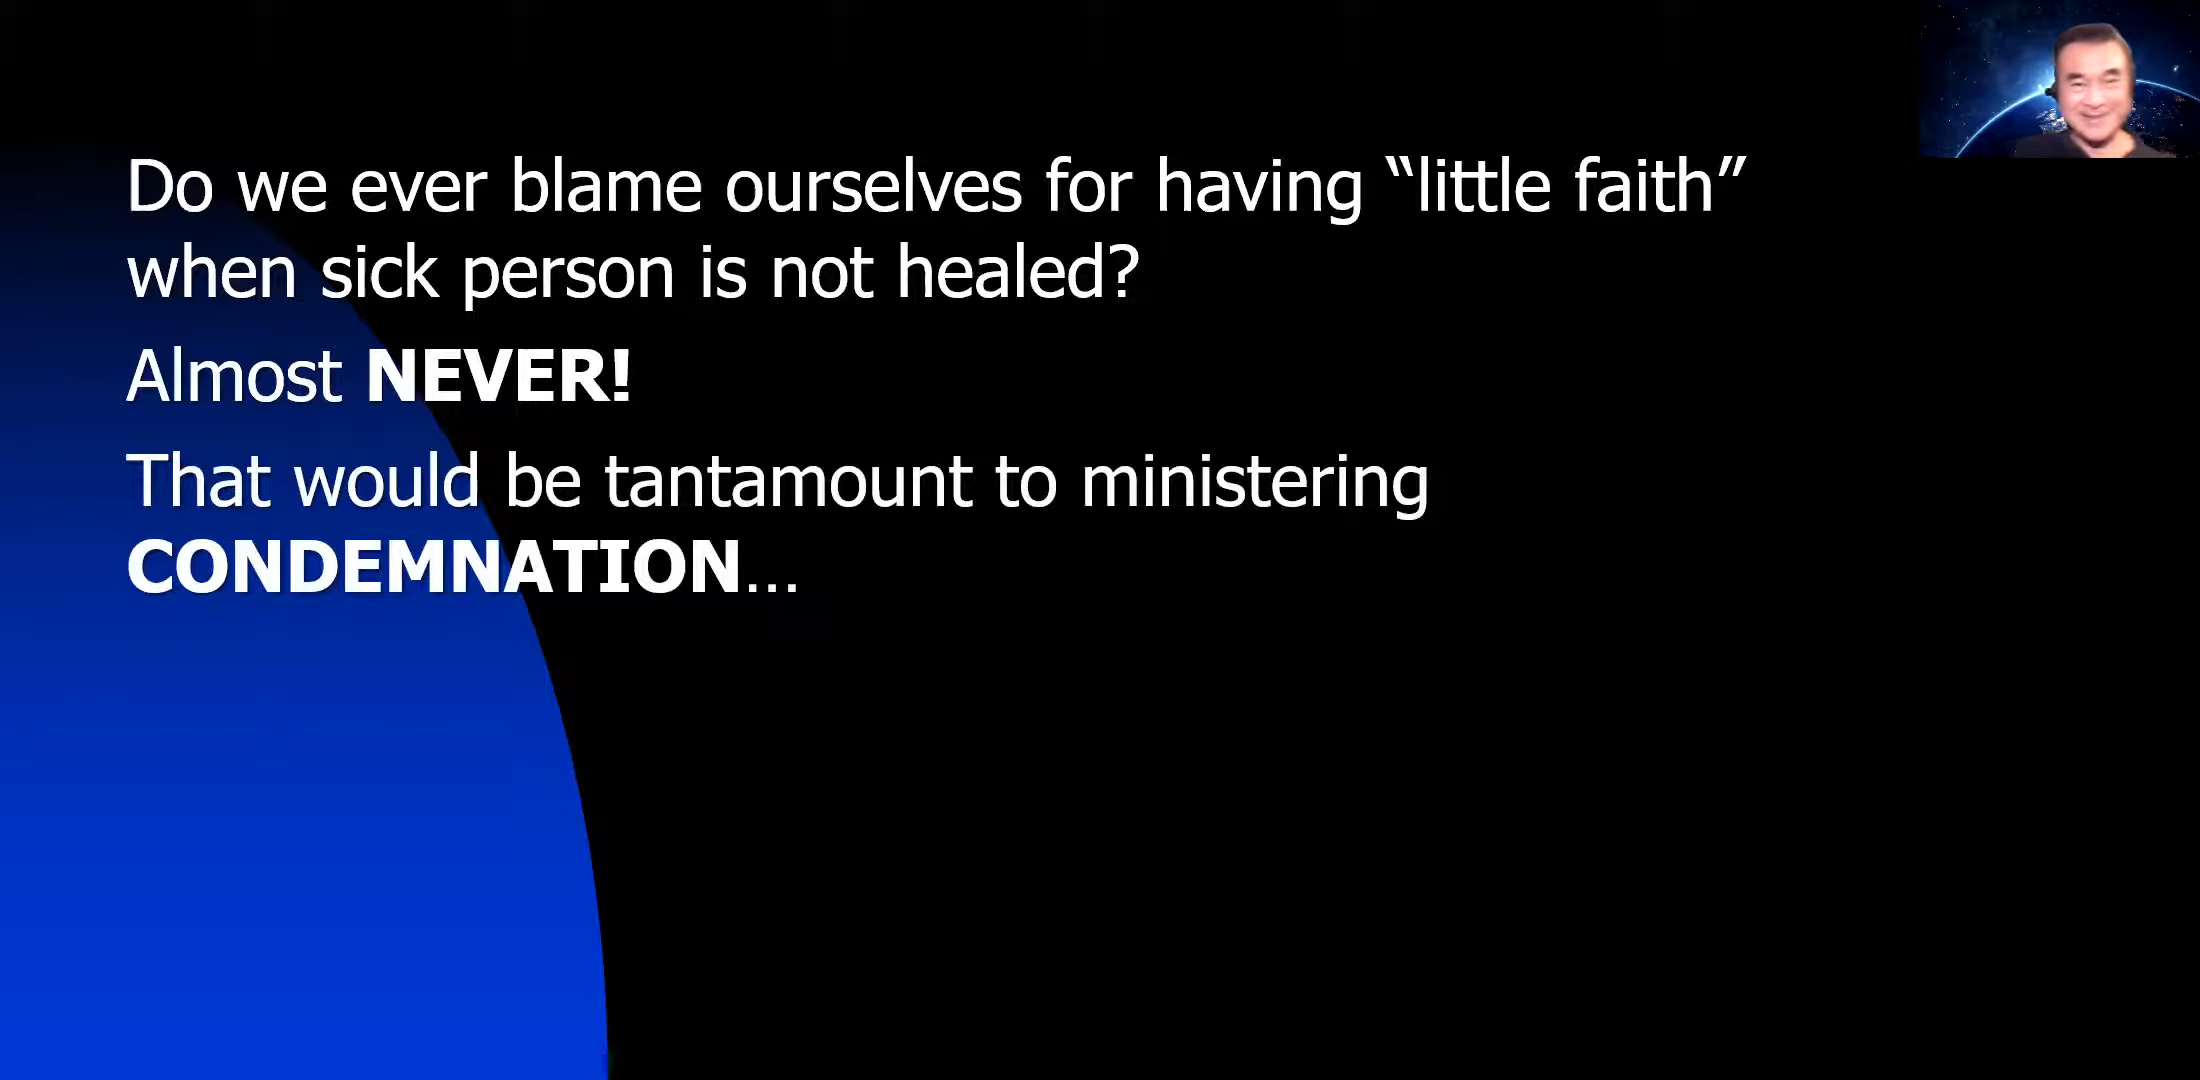 Do we ever blame ourselves for having “little faith”
when sick person is not healed?
Almost NEVER!
That would be tantamount to ministering
CONDEMNATION…